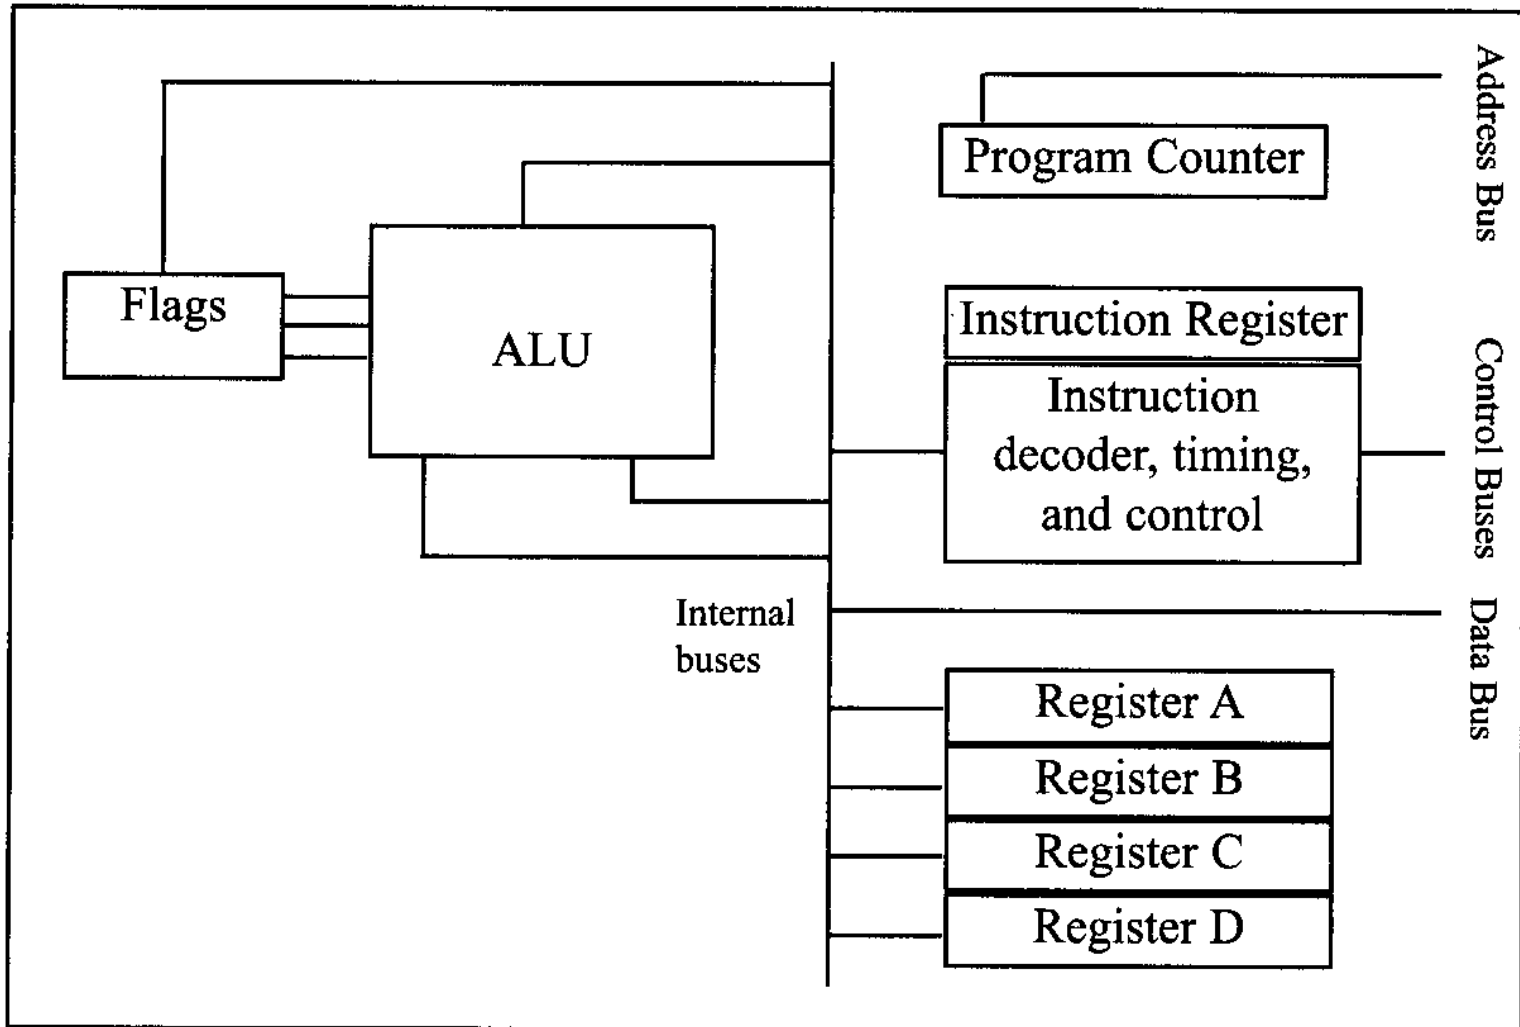 Address Bus
Program Counter
Flags
ALU
Instruction Register
Instruction
decoder, timing,
and control
Control Buses
Internal
buses
Data Bus
Register A
Register B
Register C
Register D